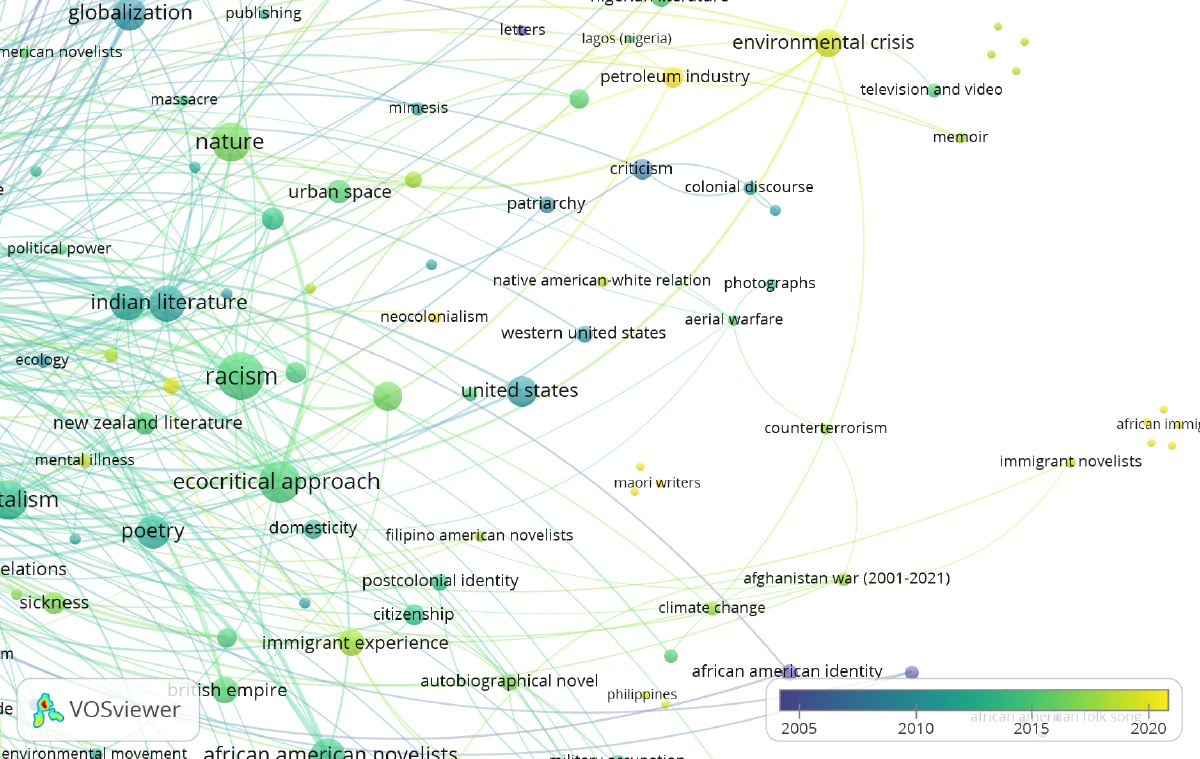 nigerian literature
globalization
publishing
letters
lagos (nigeria)
environmental crisis
merican novelists
petroleum industry
television and video
massacre
mimesis
memoir
nature
criticism
urban space
colonial discourse
patriarchy
political power
native american-white relation
photographs
indian literature
neocolonialism
aerial warfare
western united states
ecology
racism
united states
new zealand literature
counterterrorism
african immig
mental illness
immigrant novelists
ecocritical approach
maori writers
talism
poetry
domesticity
filipino american novelists
elations
postcolonial identity
afghanistan war (2001-2021)
sickness
citizenship
climate change
immigrant experience
m
african american identity
autobiographical novel
british empire
philippines
de
VOSviewer
african american folk song
2005
2010
2015
2020
environmental movement
african american novelists
military occupation